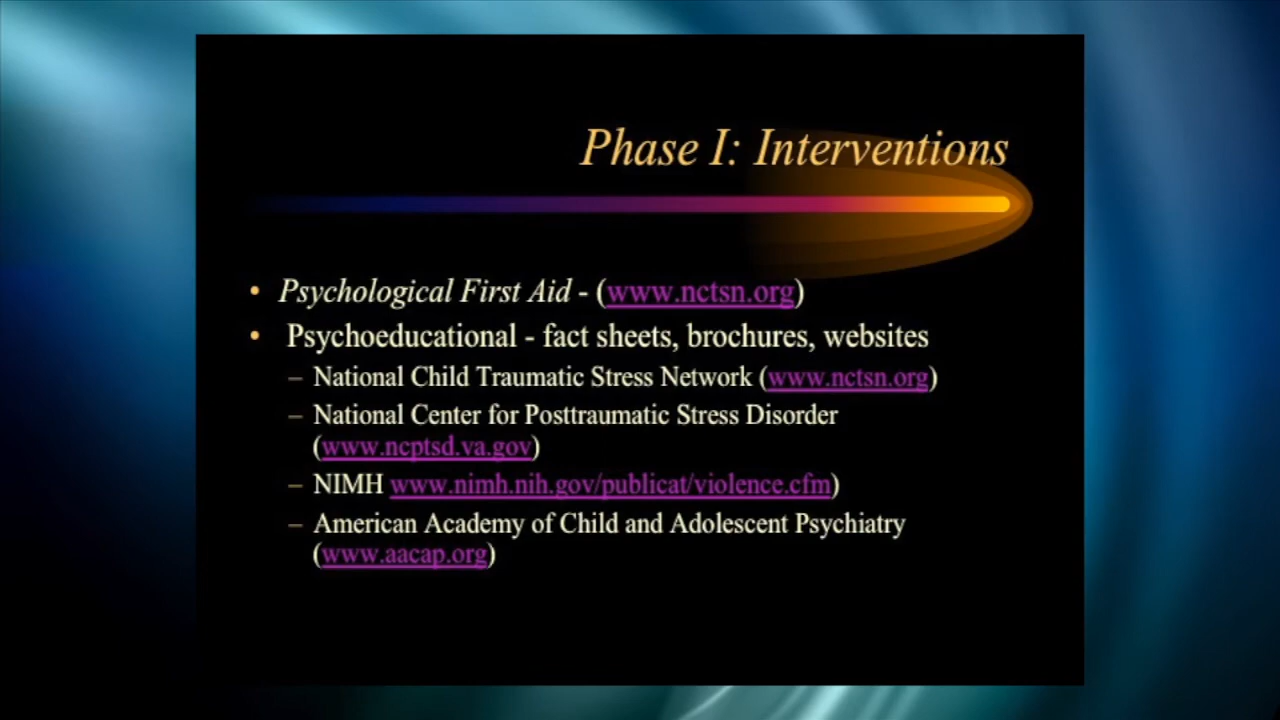 Phase I: Interventions
• Psychological First Aid - (www.nctsn.org)
• Psychoeducational - fact sheets, brochures, websites
– National Child Traumatic Stress Network (www.nctsn.org)
– National Center for Posttraumatic Stress Disorder
(www.ncptsd.va.gov)
– NIMH www.nimh.nih.gov/publicat/violence.cfm)
– American Academy of Child and Adolescent Psychiatry
(www.aacap.org)